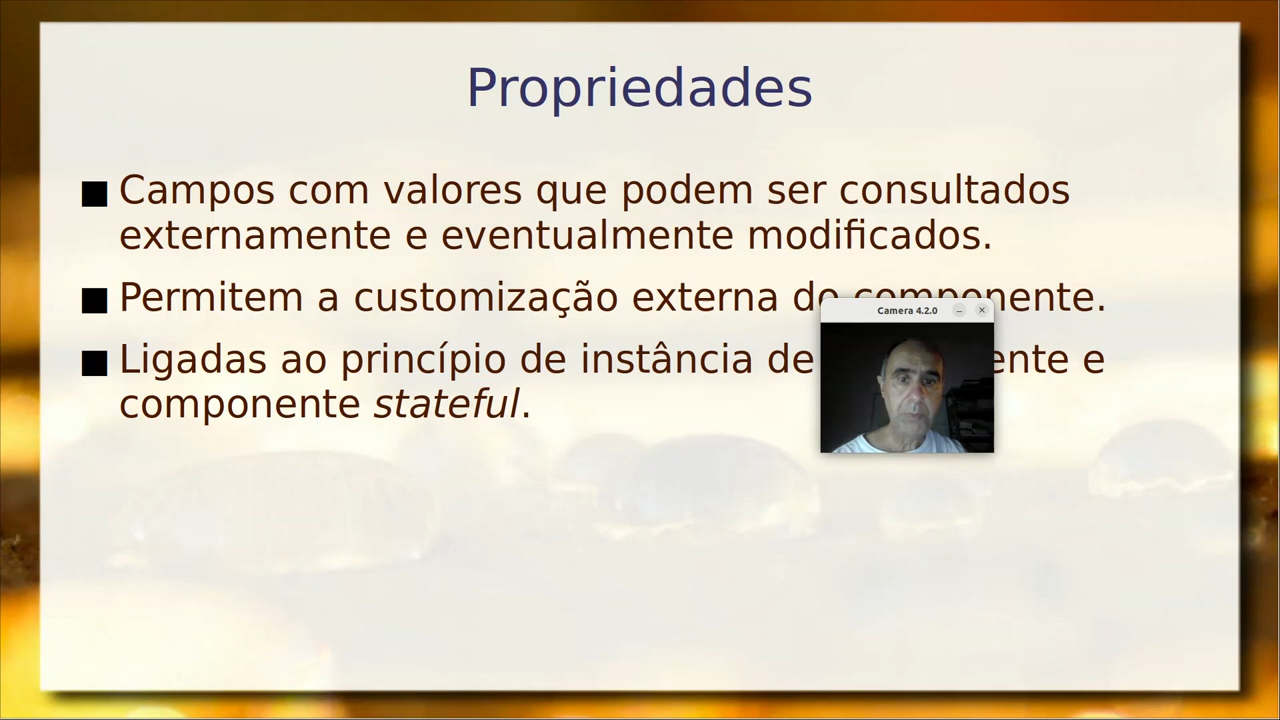 Propriedades
Campos com valores que podem ser consultados
externamente e eventualmente modificados.
Permitem a customização externa do componente.
Camera 4.2.0
Ligadas ao princípio de instância de ente e
componente stateful.